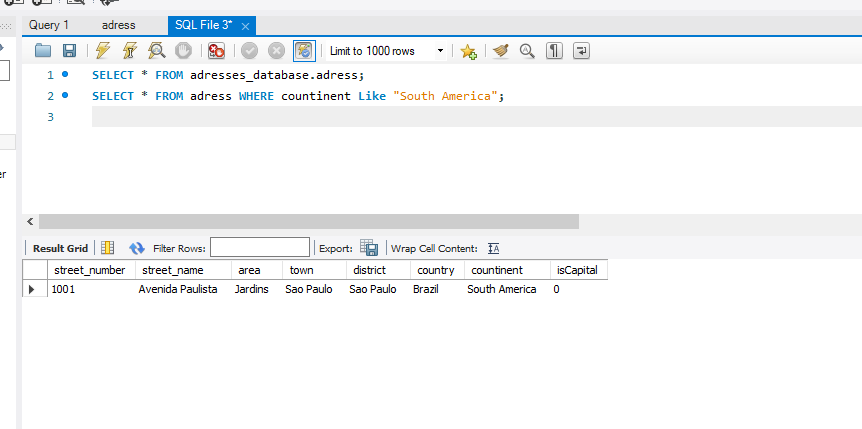 Query 1 adress SQL File 3*
Limit to 1000 rows
1 SELECT * FROM adresses_database.adress;
2 SELECT * FROM adress WHERE countinent Like "South America";
3
er
Result Grid Filter Rows: Export: Wrap Cell Content:
street_number street_name area town district country countinent isCapital
1001 Avenida Paulista Jardins Sao Paulo Sao Paulo Brazil South America 0